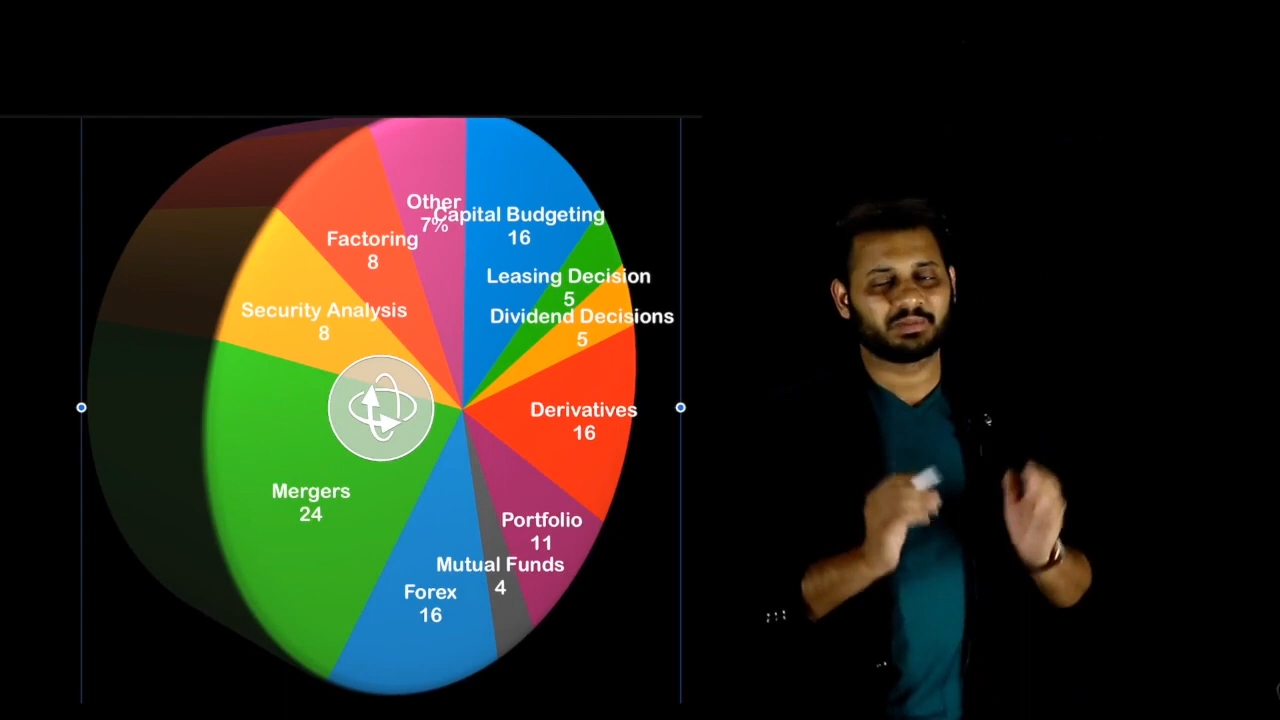 Other
7%
Capital Budgeting
16
Factoring
8
Leasing Decision
5
Security Analysis
8
Dividend Decisions
5
Derivatives
16
Mergers
24
Portfolio
11
Mutual Funds
4
Forex
16